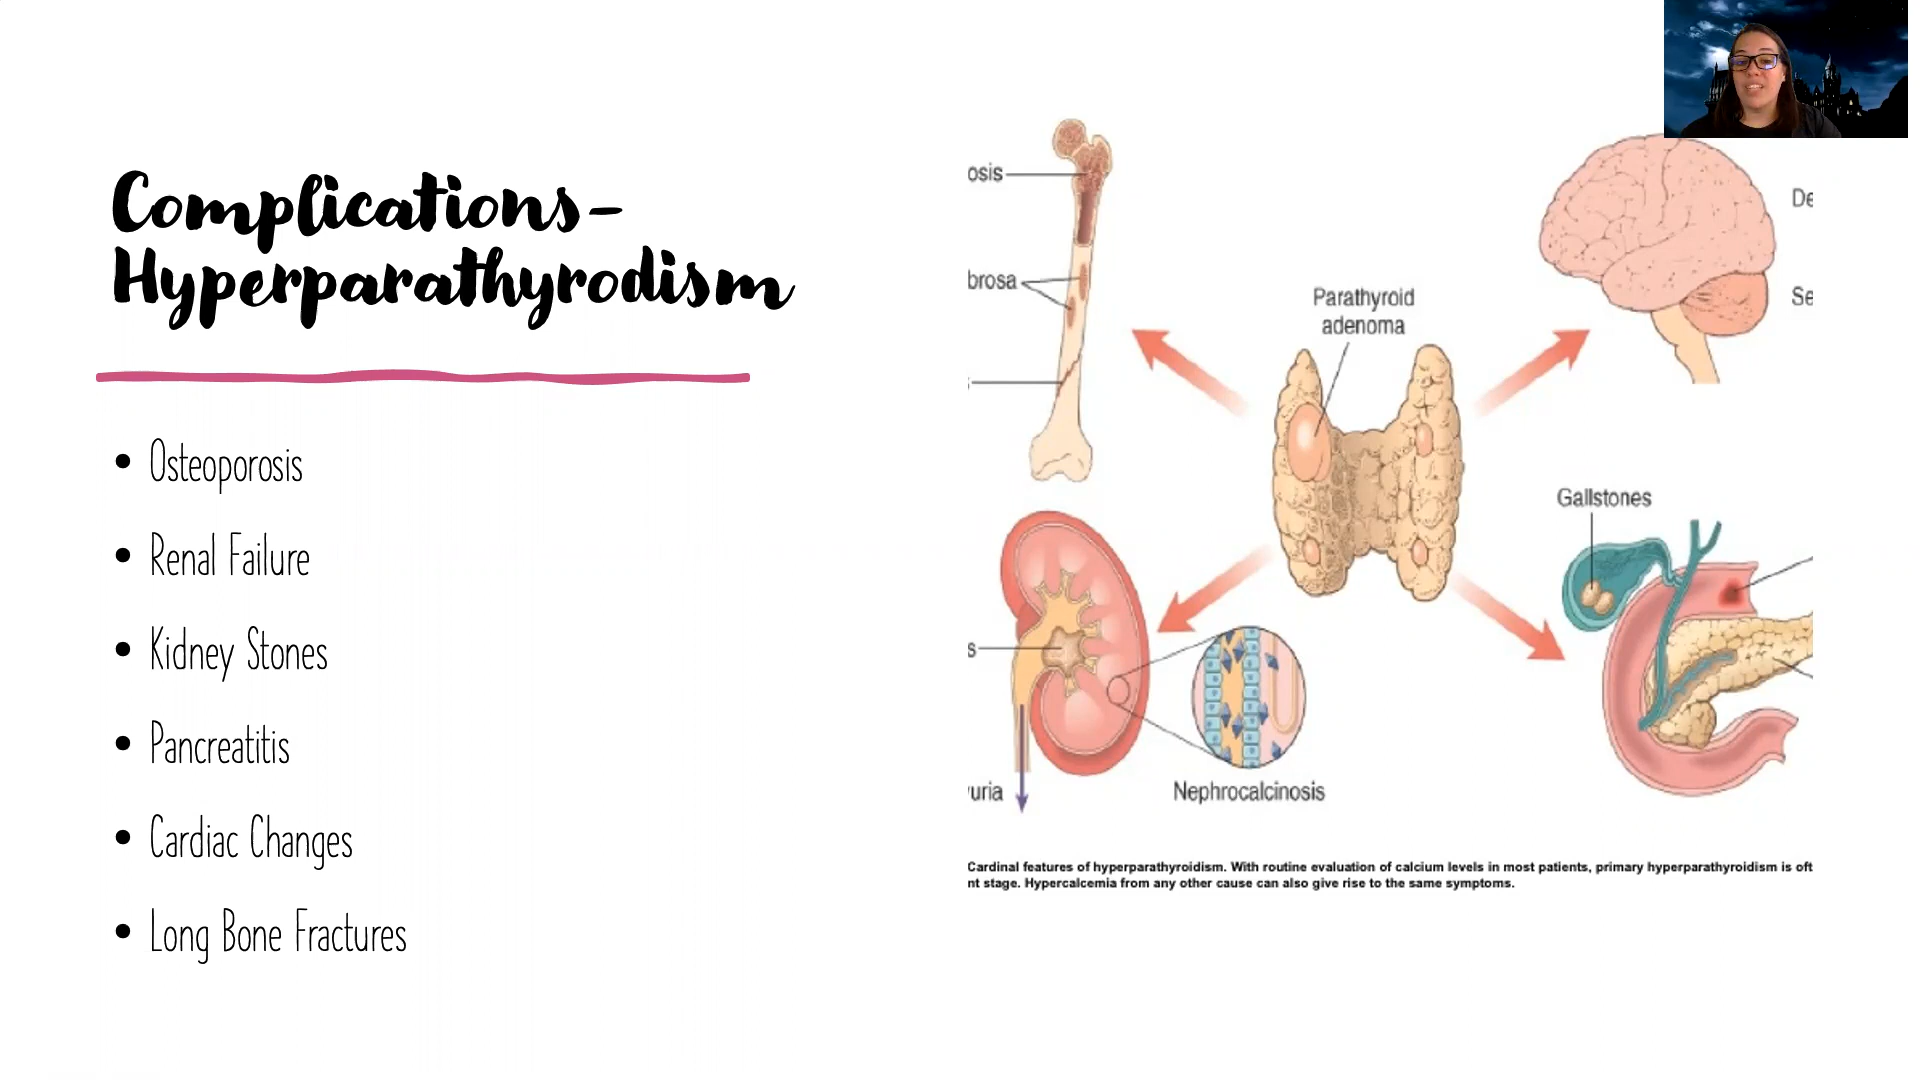 Complications-
Hyperparathyrodism
• Osteoporosis
• Renal Failure
• Kidney Stones
• Pancreatitis
• Cardiac Changes
• Long Bone Fractures
osis
brosa
s
Parathyroid
adenoma
De
Se
Gallstones
s
uria
Nephrocalcinosis
Cardinal features of hyperparathyroidism. With routine evaluation of calcium levels in most patients, primary hyperparathyroidism is oft
nt stage. Hypercalcemia from any other cause can also give rise to the same symptoms.